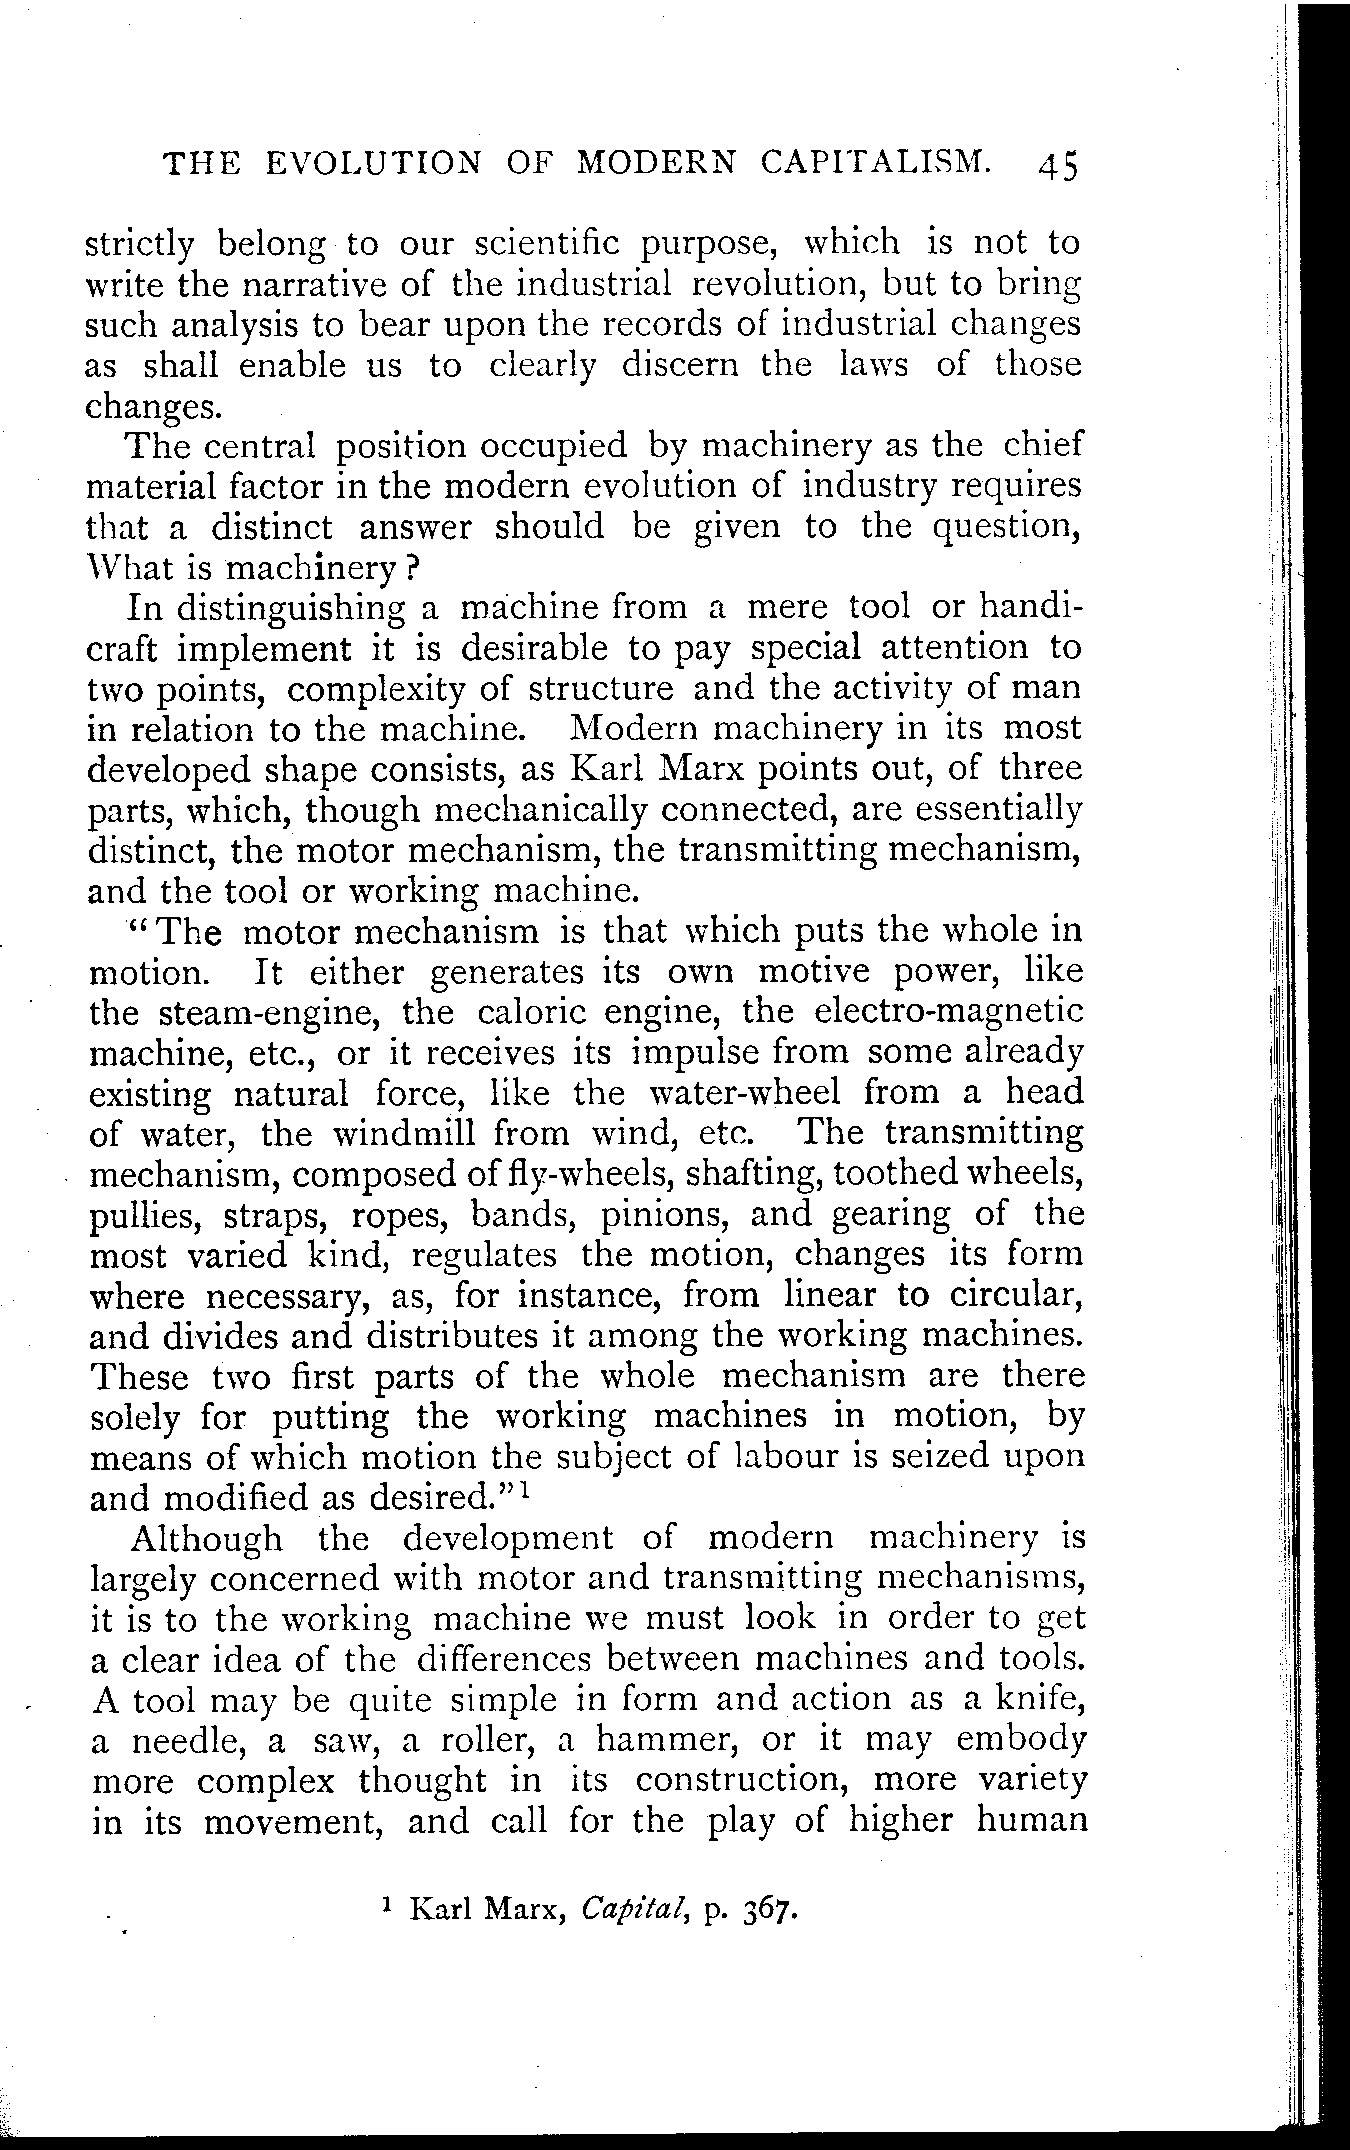 THE EVOLUTION OF MODERN CAPITALISM. 45
strictly belong to our scientific purpose, which is not to
write the narrative of the industrial revolution, but to bring
such analysis to bear upon the records of industrial changes
as shall enable us to clearly discern the laws of those
changes.
The central position occupied by machinery as the chief
material factor in the modern evolution of industry requires
that a distinct answer should be given to the question,
What is machinery?
In distinguishing a machine from a mere tool or handi-
craft implement it is desirable to pay special attention to
two points, complexity of structure and the activity of man
in relation to the machine. Modern machinery in its most
developed shape consists, as Karl Marx points out, of three
parts, which, though mechanically connected, are essentially
distinct, the motor mechanism, the transmitting mechanism,
and the tool or working machine.
“The motor mechanism is that which puts the whole in
motion. It either generates its own motive power, like
the steam-engine, the caloric engine, the electro-magnetic
machine, etc., or it receives its impulse from some already
existing natural force, like the water-wheel from a head
of water, the windmill from wind, etc. The transmitting
mechanism, composed of fly-wheels, shafting, toothed wheels,
pullies, straps, ropes, bands, pinions, and gearing of the
most varied kind, regulates the motion, changes its form
where necessary, as, for instance, from linear to circular,
and divides and distributes it among the working machines.
These two first parts of the whole mechanism are there
solely for putting the working machines in motion, by
means of which motion the subject of labour is seized upon
and modified as desired.”¹
Although the development of modern machinery is
largely concerned with motor and transmitting mechanisms,
it is to the working machine we must look in order to get
a clear idea of the differences between machines and tools.
A tool may be quite simple in form and action as a knife,
a needle, a saw, a roller, a hammer, or it may embody
more complex thought in its construction, more variety
in its movement, and call for the play of higher human
¹ Karl Marx, Capital, p. 367.